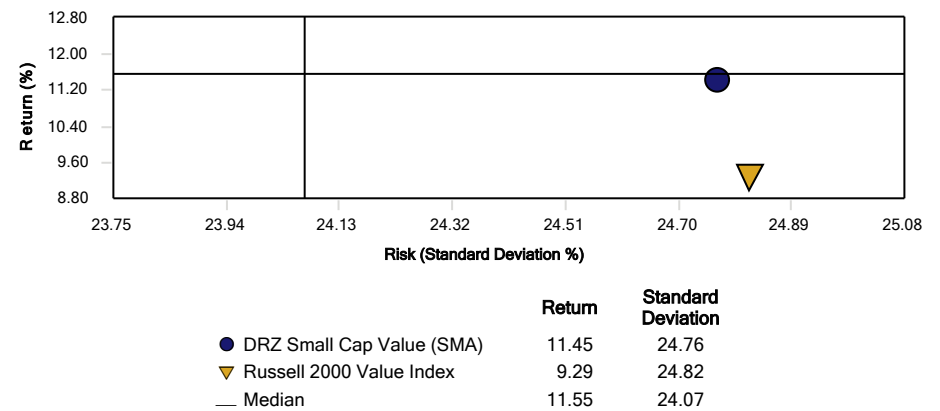 12.80
12.00
11.20
10.40
9.60
8.80
Return (%)
23.75 23.94 24.13 24.32 24.51 24.70 24.89 25.08
Risk (Standard Deviation %)
Return Standard Deviation
DRZ Small Cap Value (SMA) 11.45 24.76
Russell 2000 Value Index 9.29 24.82
Median 11.55 24.07